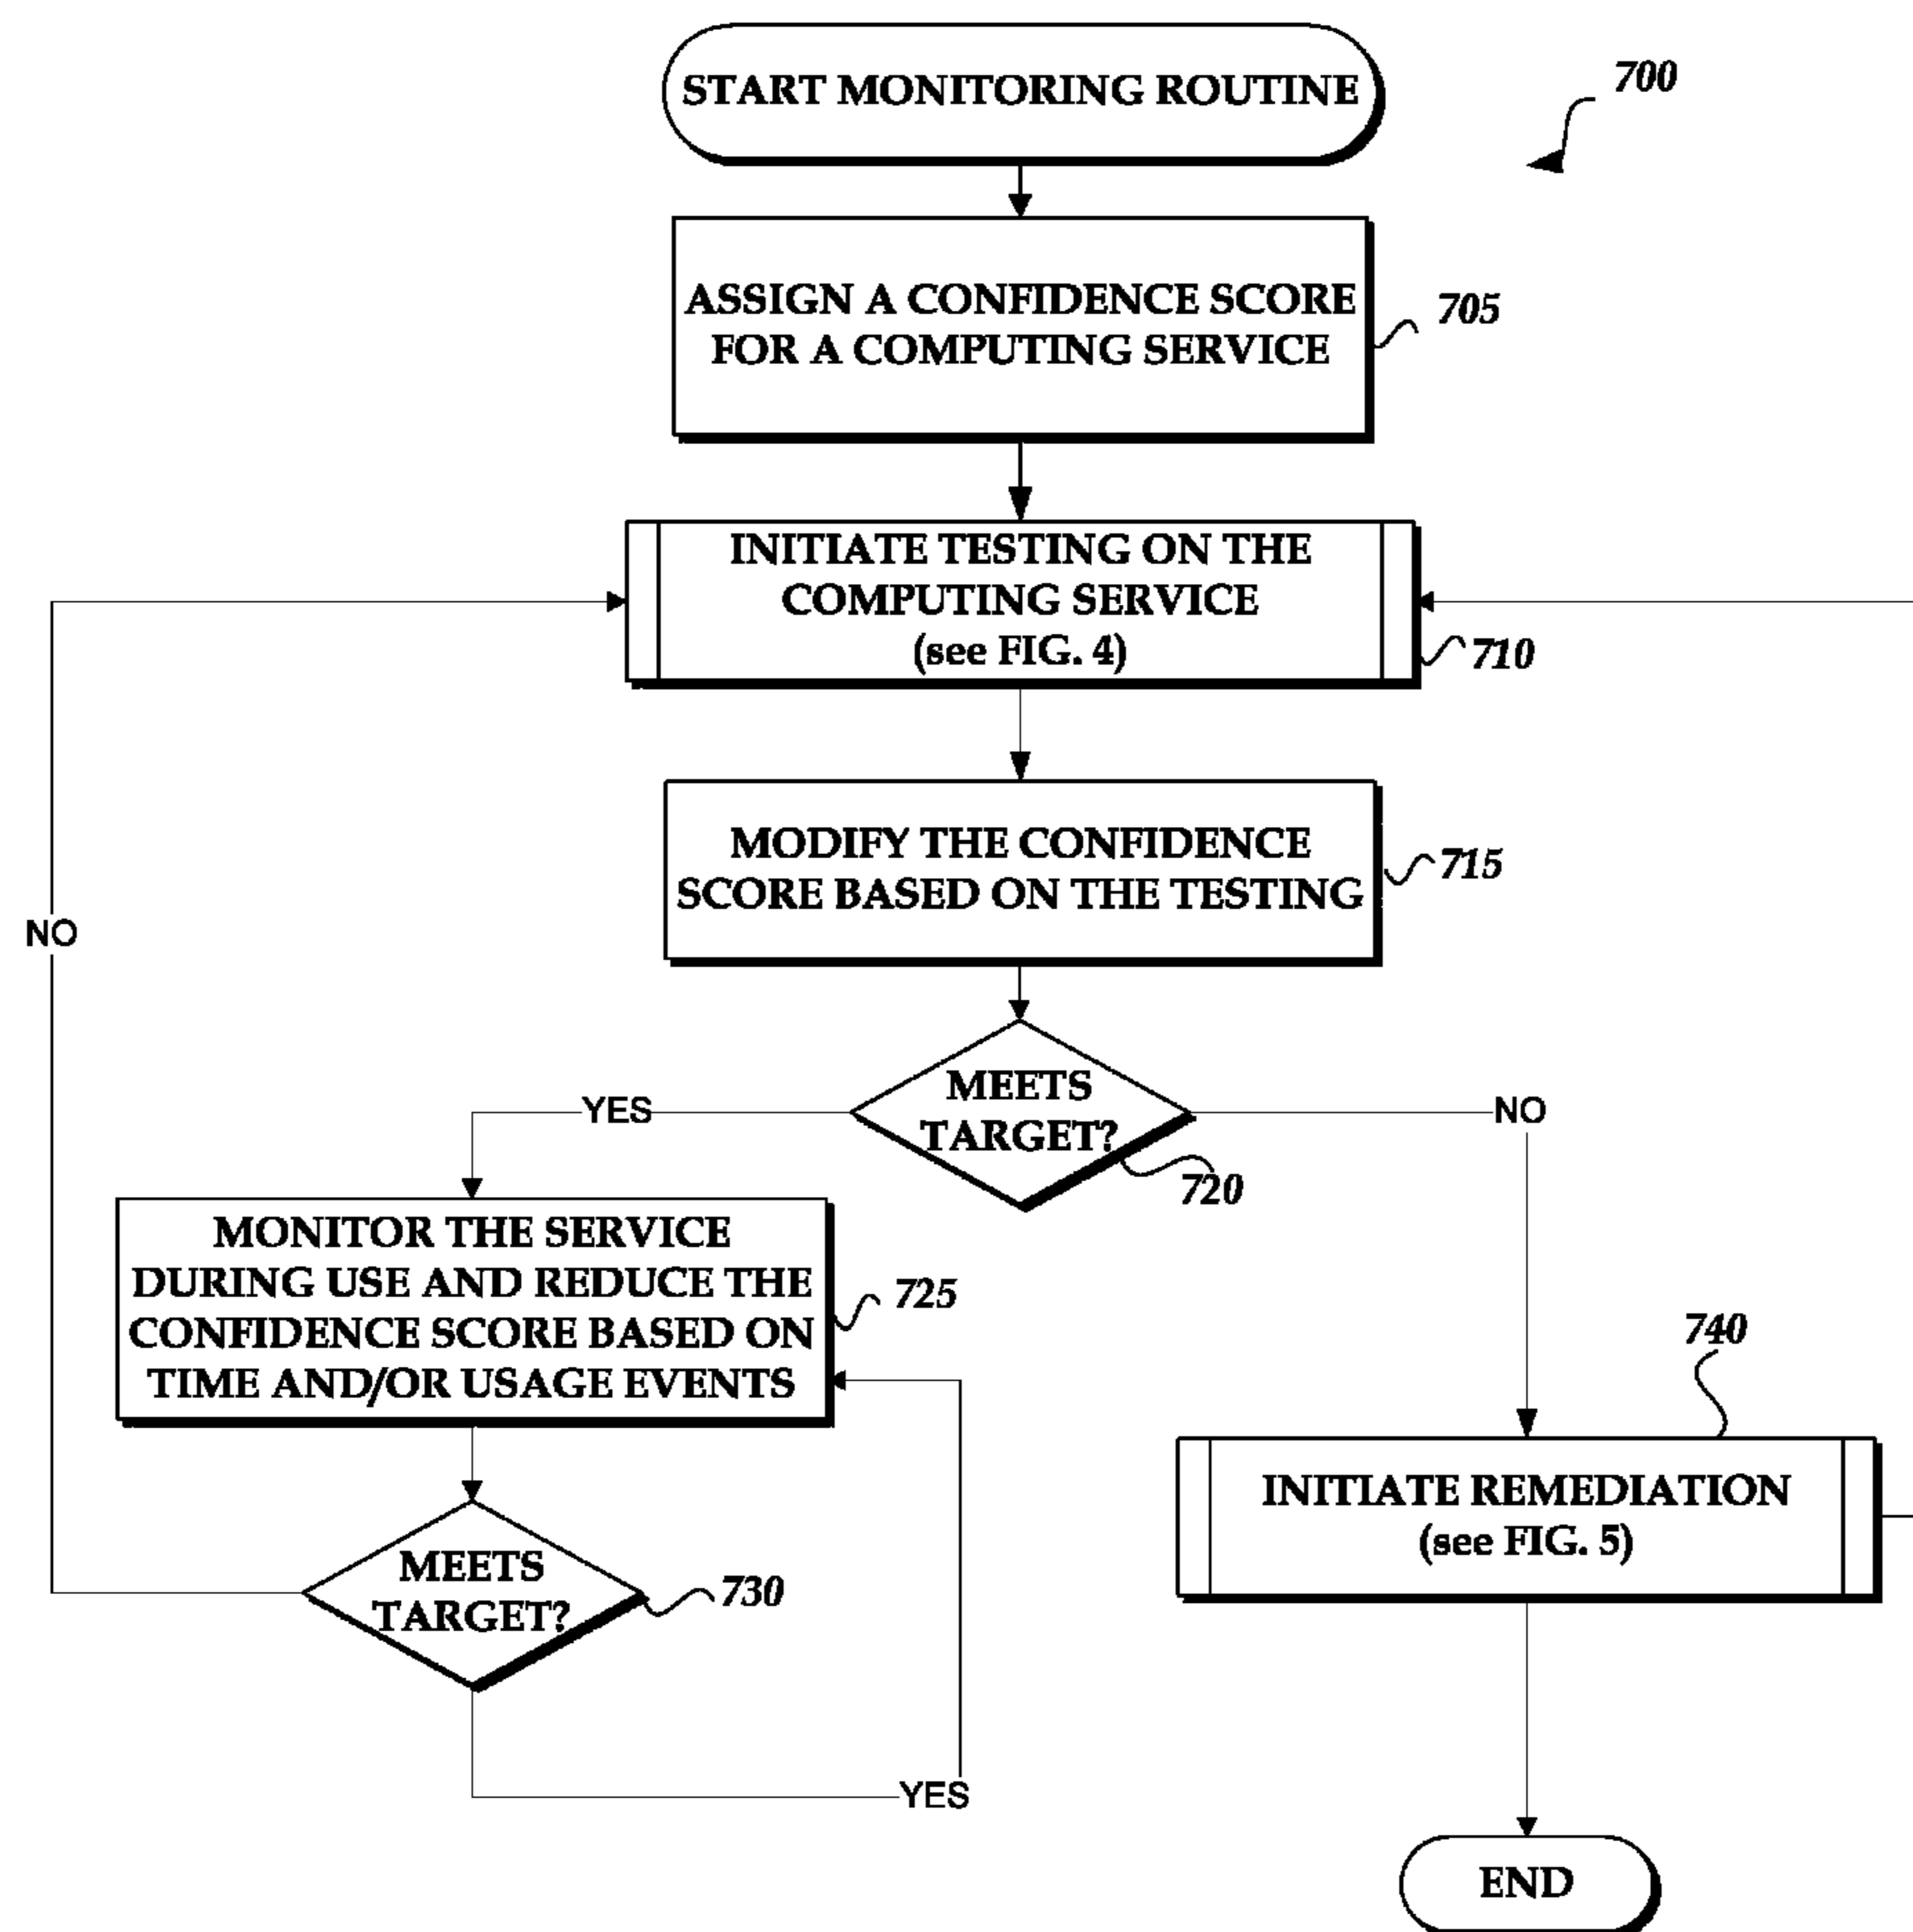 START MONITORING ROUTINE
700
ASSIGN A CONFIDENCE SCORE
FOR A COMPUTING SERVICE
705
INITIATE TESTING ON THE
COMPUTING SERVICE
(see FIG. 4)
710
MODIFY THE CONFIDENCE
SCORE BASED ON THE TESTING
715
NO
MEETS
TARGET?
720
YES
NO
MONITOR THE SERVICE
DURING USE AND REDUCE THE
CONFIDENCE SCORE BASED ON
TIME AND/OR USAGE EVENTS
725
740
INITIATE REMEDIATION
(see FIG. 5)
MEETS
TARGET?
730
YES
END